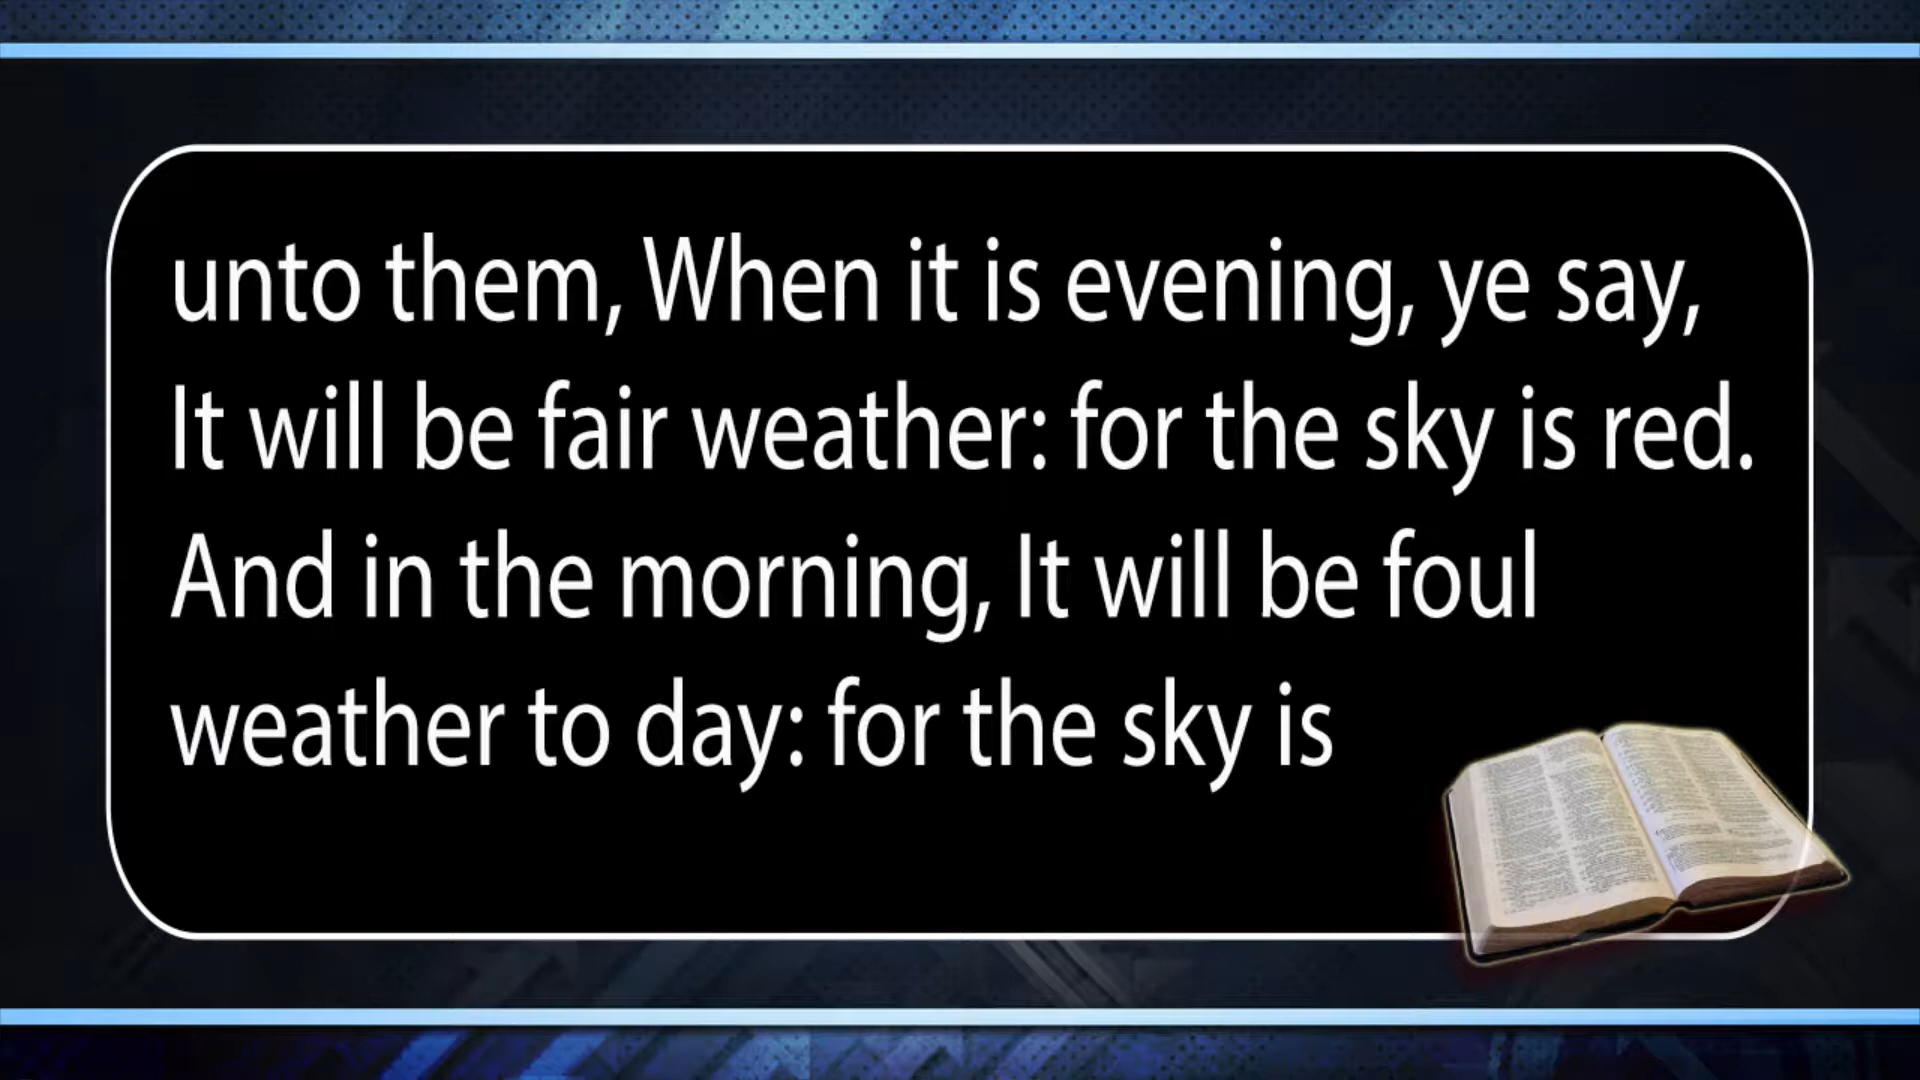 unto them, When it is evening, ye say,
It will be fair weather: for the sky is red.
And in the morning, It will be foul
weather to day: for the sky is